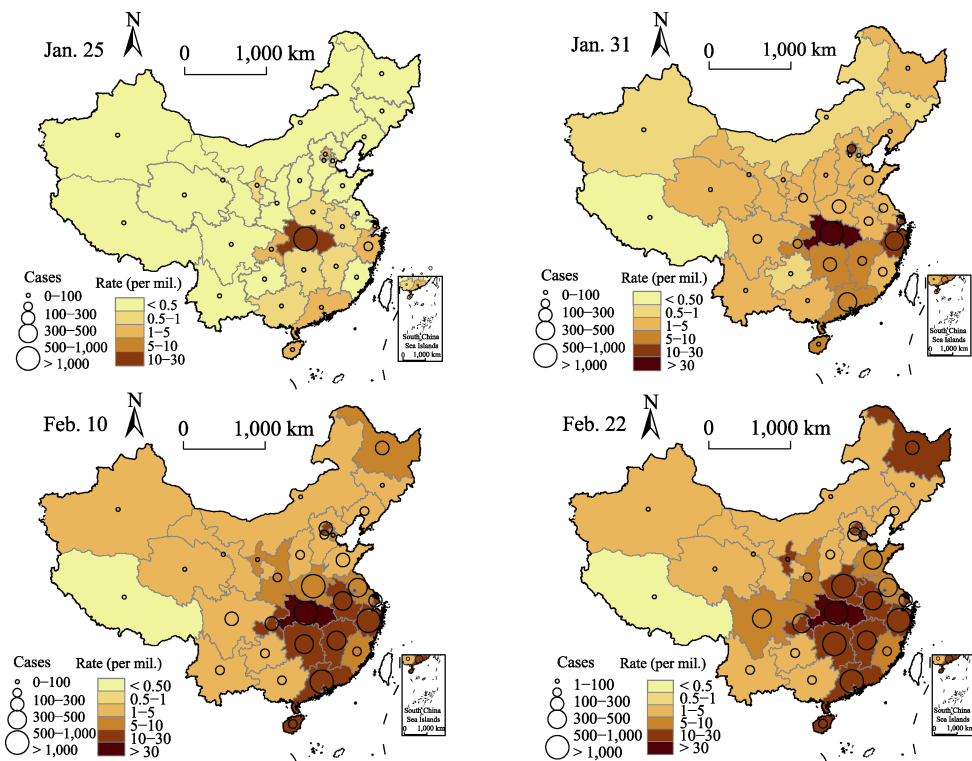 Jan. 25
N
0 1,000 km
Cases
0–100
100–300
300–500
500–1,000
> 1,000
Rate (per mil.)
< 0.5
0.5–1
1–5
5–10
10–30
South China
Sea Islands
0 1,000 km
Jan. 31
N
0 1,000 km
Cases
0–100
100–300
300–500
500–1,000
> 1,000
Rate (per mil.)
< 0.50
0.5–1
1–5
5–10
10–30
> 30
South China
Sea Islands
0 1,000 km
Feb. 10
N
0 1,000 km
Cases
0–100
100–300
300–500
500–1,000
> 1,000
Rate (per mil.)
< 0.50
0.5–1
1–5
5–10
10–30
> 30
South China
Sea Islands
0 1,000 km
Feb. 22
N
0 1,000 km
Cases
1–100
100–300
300–500
500–1,000
> 1,000
Rate (per mil.)
< 0.50
0.5–1
1–5
5–10
10–30
> 30
South China
Sea Islands
0 1,000 km